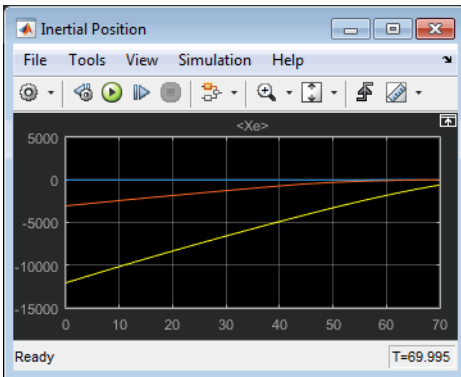 Inertial Position
File Tools View Simulation Help
<Xe>
5000
0
-5000
-10000
-15000
0 10 20 30 40 50 60 70
Ready T=69.995